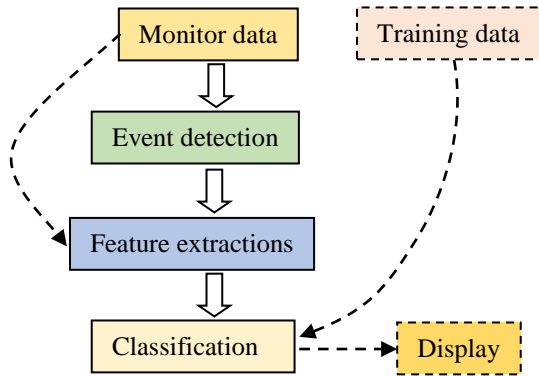 Monitor data
Training data
Event detection
Feature extractions
Classification
Display